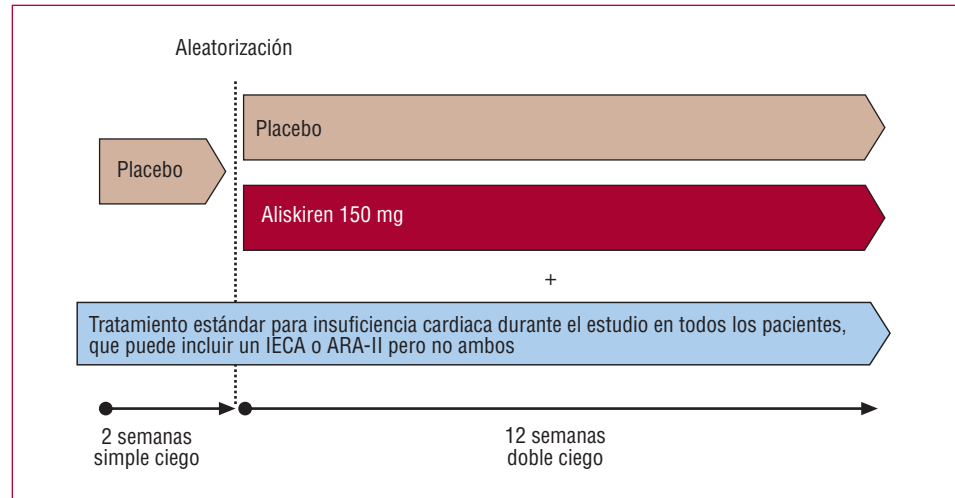 Aleatorización
Placebo
Placebo
Aliskiren 150 mg
+
Tratamiento estándar para insuficiencia cardiaca durante el estudio en todos los pacientes,
que puede incluir un IECA o ARA-II pero no ambos
2 semanas
simple ciego
12 semanas
doble ciego